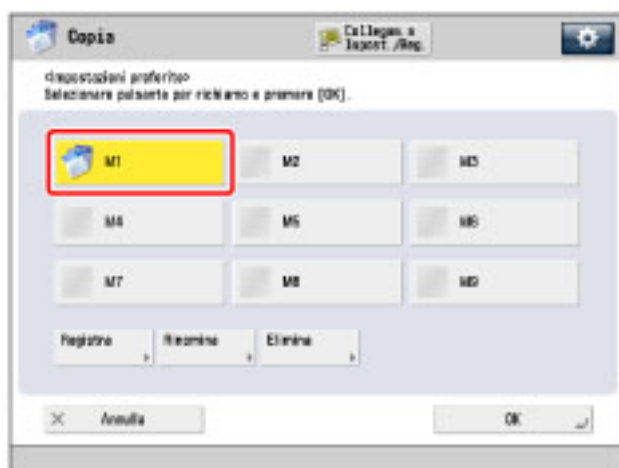 Copia
Collegam. a
Impost./Reg.
<Impostazioni preferite>
Selezionare pulsante per richiamo e premere [OK].
M1
M2
M3
M4
M5
M6
M7
M8
M9
Registra
Rinomina
Elimina
Annulla
OK